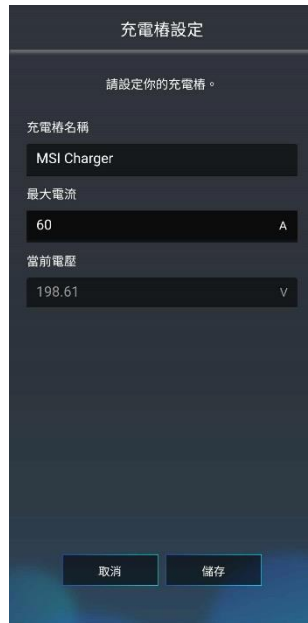 充電樁設定
請設定你的充電樁。
充電樁名稱
MSI Charger
最大電流
60 A
當前電壓
198.61 V
取消 儲存